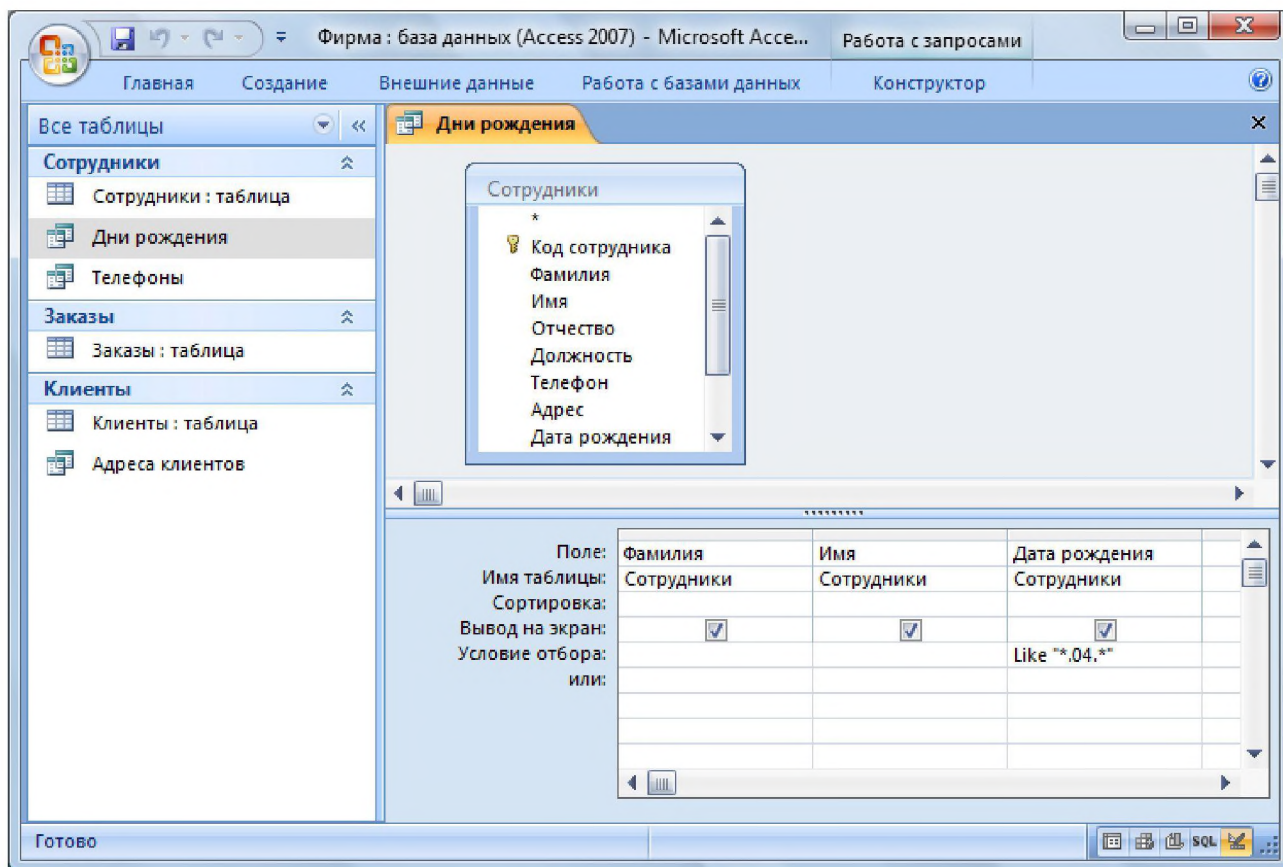 Фирма : база данных (Access 2007) - Microsoft Acce...
Работа с запросами
Главная Создание Внешние данные Работа с базами данных Конструктор
Все таблицы
Сотрудники
Сотрудники : таблица
Дни рождения
Телефоны
Заказы
Заказы : таблица
Клиенты
Клиенты : таблица
Адреса клиентов
Дни рождения
Сотрудники
*
Код сотрудника
Фамилия
Имя
Отчество
Должность
Телефон
Адрес
Дата рождения
Поле: Фамилия Имя Дата рождения
Имя таблицы: Сотрудники Сотрудники Сотрудники
Сортировка:
Вывод на экран:
Условие отбора: Like "*.04.*"
или:
Готово
SQL